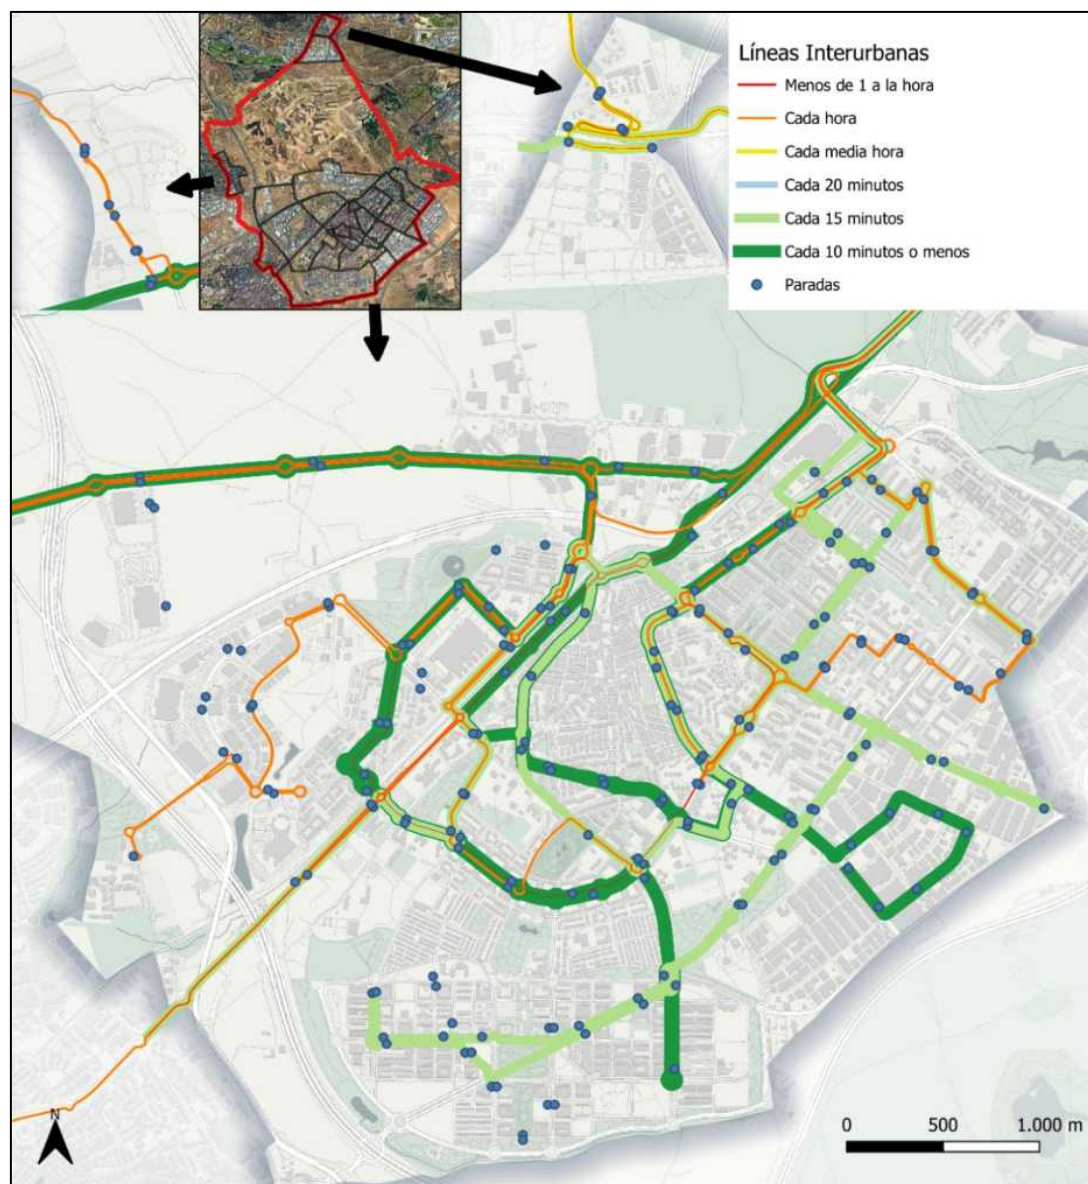 Líneas Interurbanas
Menos de 1 a la hora
Cada hora
Cada media hora
Cada 20 minutos
Cada 15 minutos
Cada 10 minutos o menos
Paradas
N
0 500 1.000 m